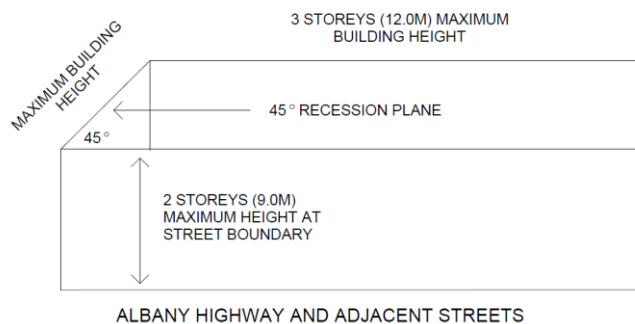 3 STOREYS (12.0M) MAXIMUM
BUILDING HEIGHT
MAXIMUM BUILDING
HEIGHT
45° RECESSION PLANE
45°
2 STOREYS (9.0M)
MAXIMUM HEIGHT AT
STREET BOUNDARY
ALBANY HIGHWAY AND ADJACENT STREETS